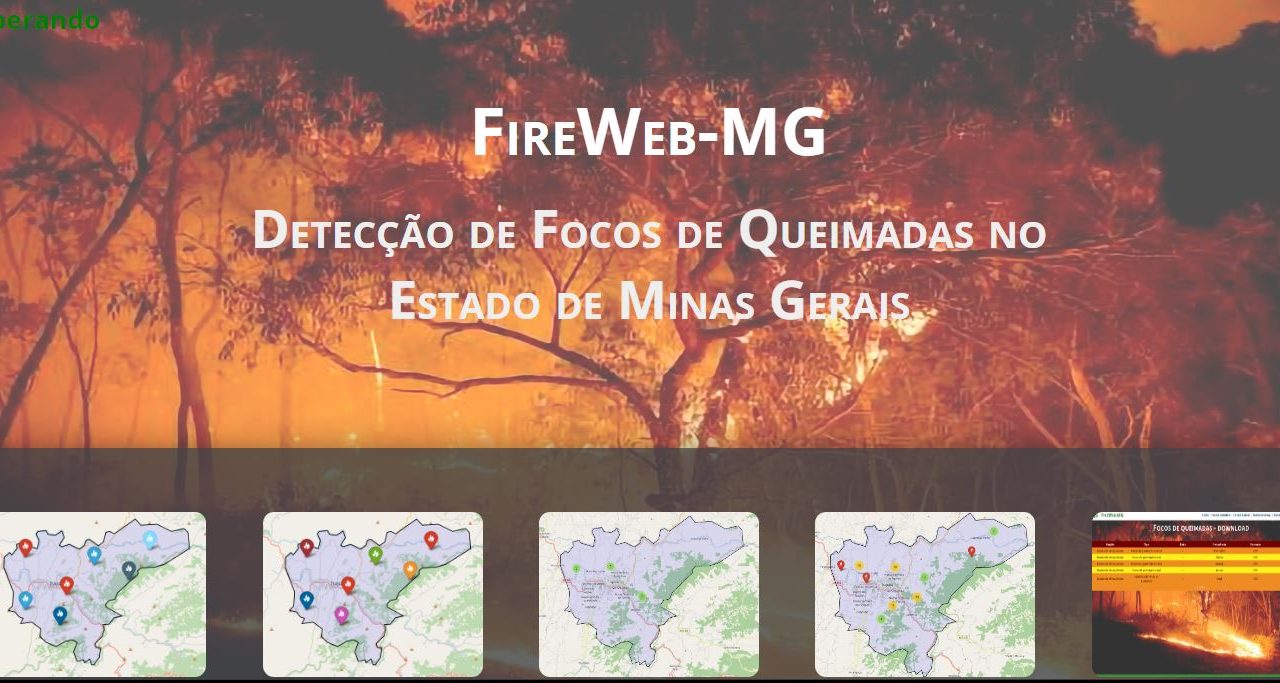 perando
FireWeb-MG
Detecção de Focos de Queimadas no
Estado de Minas Gerais
Focos de Queimadas - Download